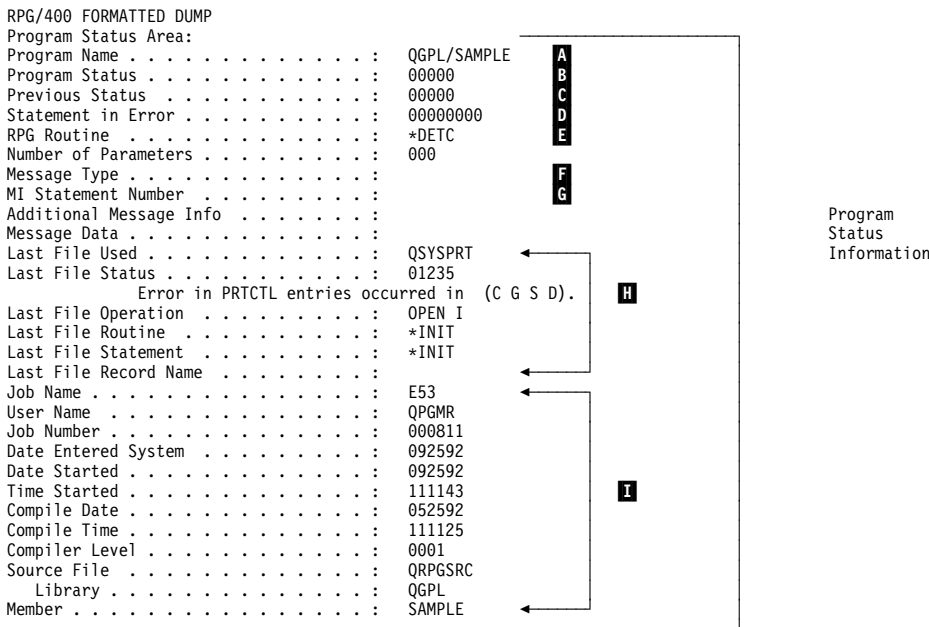 RPG/400 FORMATTED DUMP
Program Status Area:
Program Name . . . . . . . . . . . . . : QGPL/SAMPLE A
Program Status . . . . . . . . . . . . : 00000 B
Previous Status . . . . . . . . . . . : 00000 C
Statement in Error . . . . . . . . . . : 00000000 D
RPG Routine . . . . . . . . . . . . . : *DETC E
Number of Parameters . . . . . . . . . : 000
Message Type . . . . . . . . . . . . . : F
MI Statement Number . . . . . . . . . : G
Additional Message Info . . . . . . . : Program
Message Data . . . . . . . . . . . . . : Status
Last File Used . . . . . . . . . . . . : QSYSPRT Information
Last File Status . . . . . . . . . . . : 01235
Error in PRTCTL entries occurred in (C G S D). H
Last File Operation . . . . . . . . . : OPEN I
Last File Routine . . . . . . . . . . : *INIT
Last File Statement . . . . . . . . . : *INIT
Last File Record Name . . . . . . . . :
Job Name . . . . . . . . . . . . . . . : E53
User Name . . . . . . . . . . . . . . : QPGMR
Job Number . . . . . . . . . . . . . . : 000811
Date Entered System . . . . . . . . . : 092592
Date Started . . . . . . . . . . . . . : 092592
Time Started . . . . . . . . . . . . . : 111143 I
Compile Date . . . . . . . . . . . . . : 052592
Compile Time . . . . . . . . . . . . . : 111125
Compiler Level . . . . . . . . . . . . : 0001
Source File . . . . . . . . . . . . . : QRPGSRC
Library . . . . . . . . . . . . . . . : QGPL
Member . . . . . . . . . . . . . . . . : SAMPLE